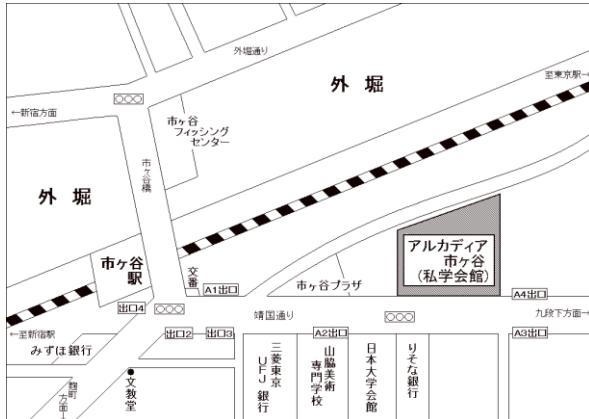 外堀通り
外 堀
至東京駅→
←新宿方面
市ヶ谷
フィッシング
センター
市ヶ谷橋
外 堀
市ヶ谷
駅
交番
アルカディア
市ヶ谷
(私学会館)
A1出口
市ヶ谷プラザ
A4出口
出口4
靖国通り
九段下方面→
←至新宿駅
出口2
出口3
A2出口
A3出口
みずほ銀行
麹町
方面
文教堂
三菱東京
UFJ 銀行
山脇美術
専門学校
日本大学会館
りそな銀行